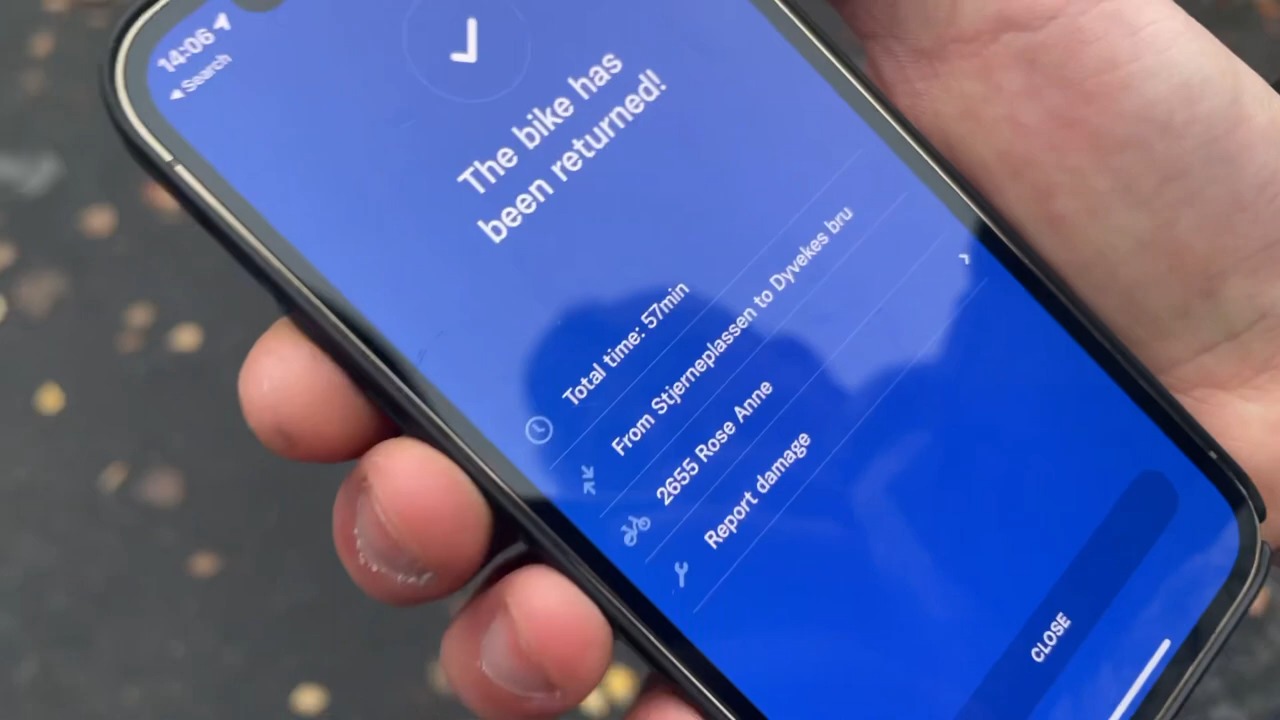 14:06
Search
The bike has
been returned!
Total time: 57min
From Stjerneplassen to Dyvekes bru
2655 Rose Anne
Report damage
CLOSE